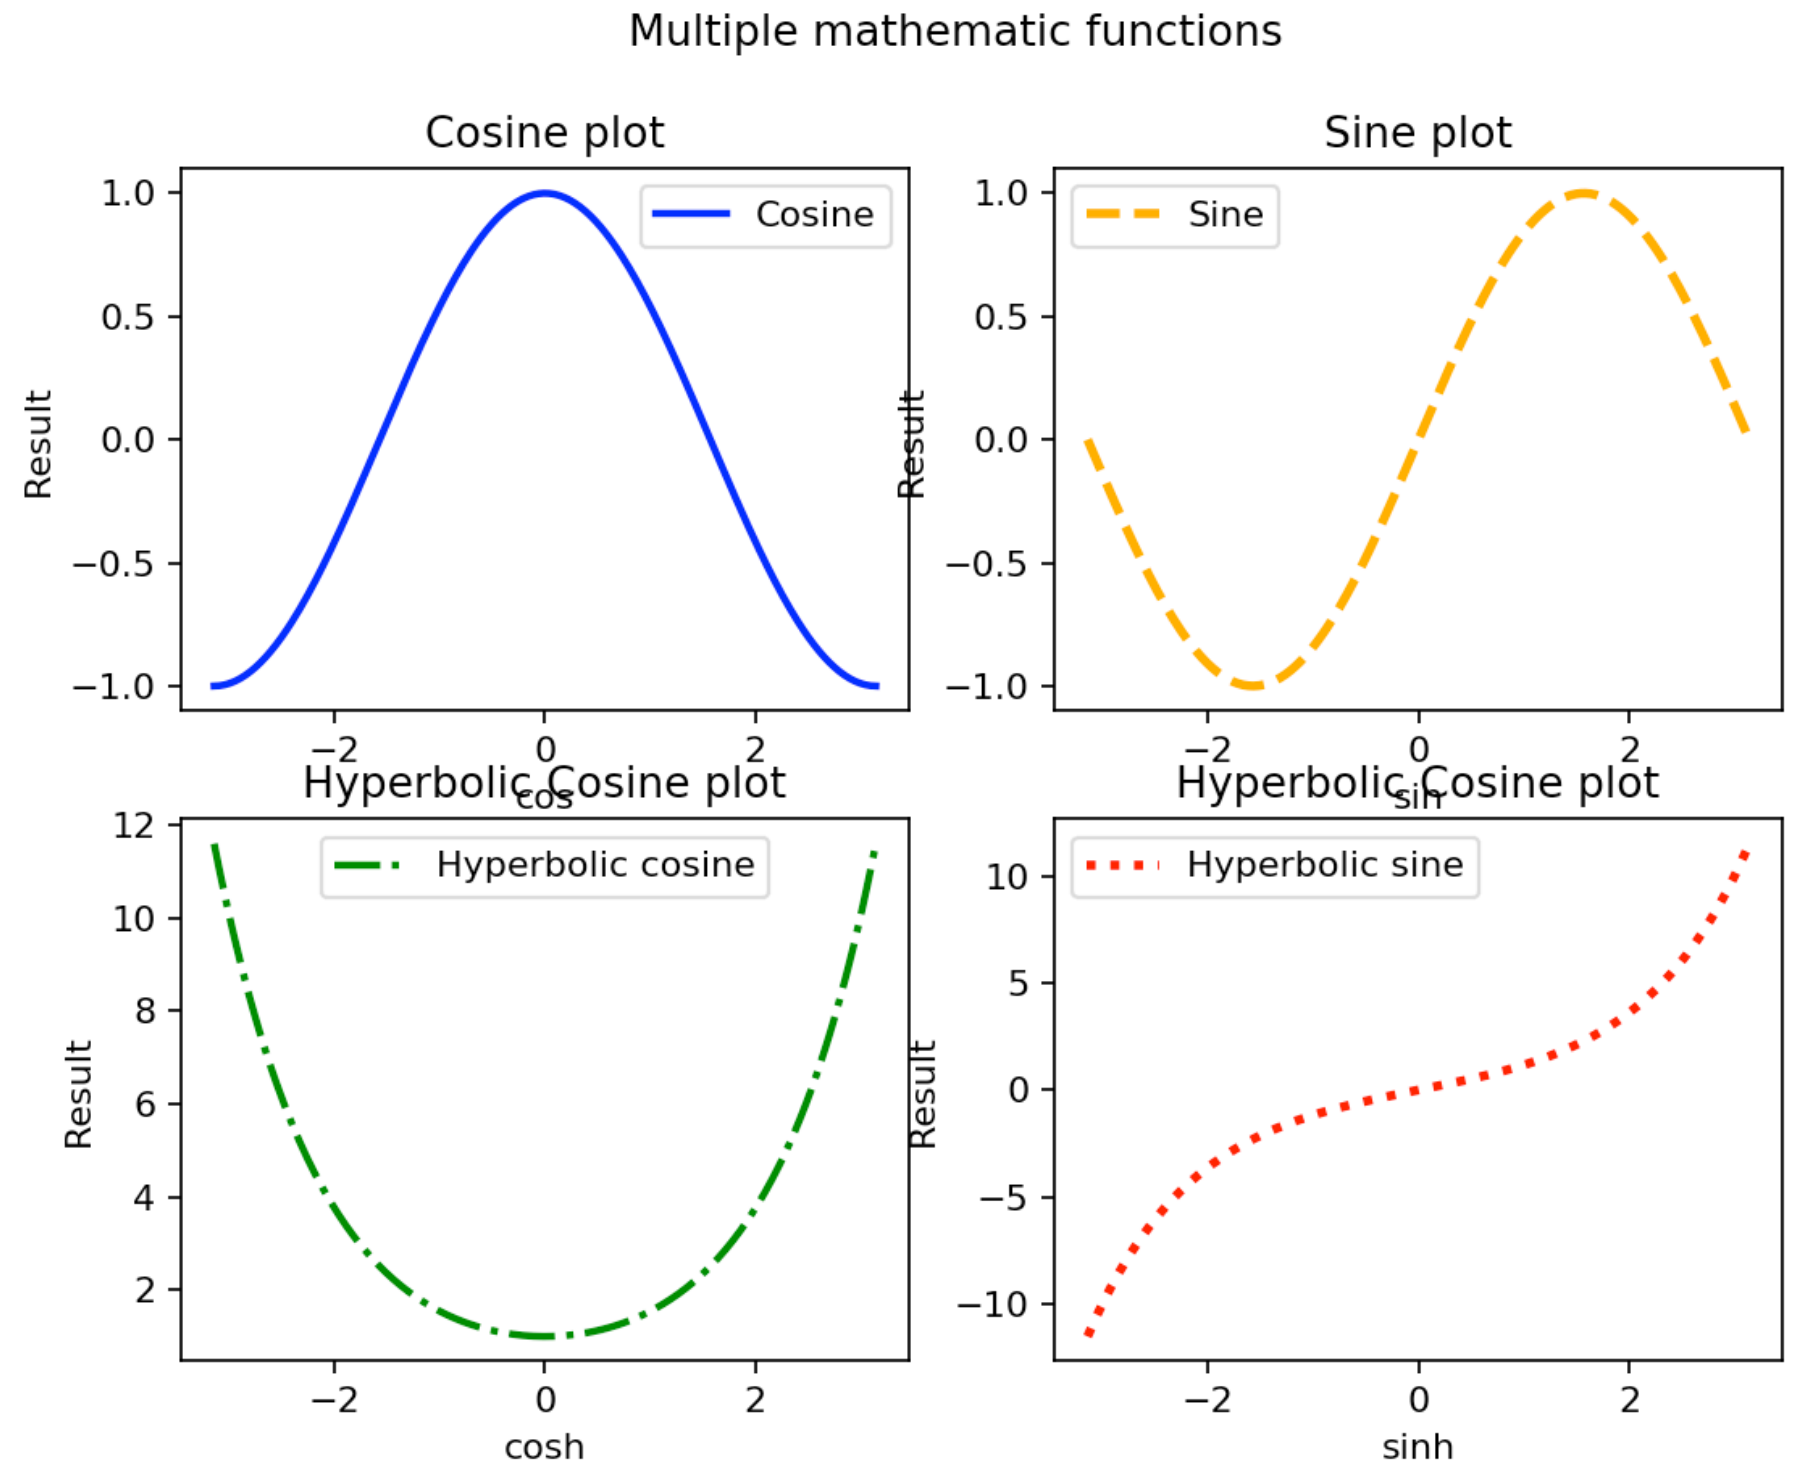 Multiple mathematic functions
Cosine plot
Cosine
1.0
0.5
0.0
−0.5
−1.0
Result
−2 0 2
cos
Sine plot
Sine
1.0
0.5
0.0
−0.5
−1.0
Result
−2 0 2
sin
Hyperbolic Cosine plot
Hyperbolic cosine
12
10
8
6
4
2
Result
−2 0 2
cosh
Hyperbolic Cosine plot
Hyperbolic sine
10
5
0
−5
−10
Result
−2 0 2
sinh